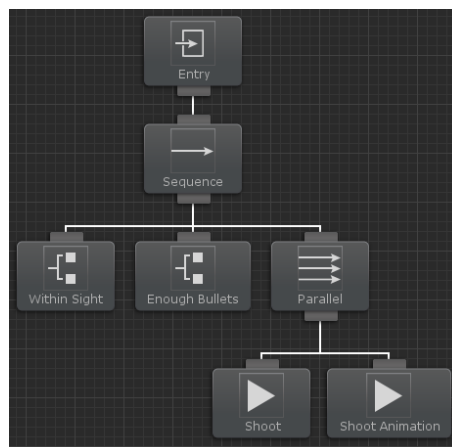 Entry
Sequence
Within Sight
Enough Bullets
Parallel
Shoot
Shoot Animation